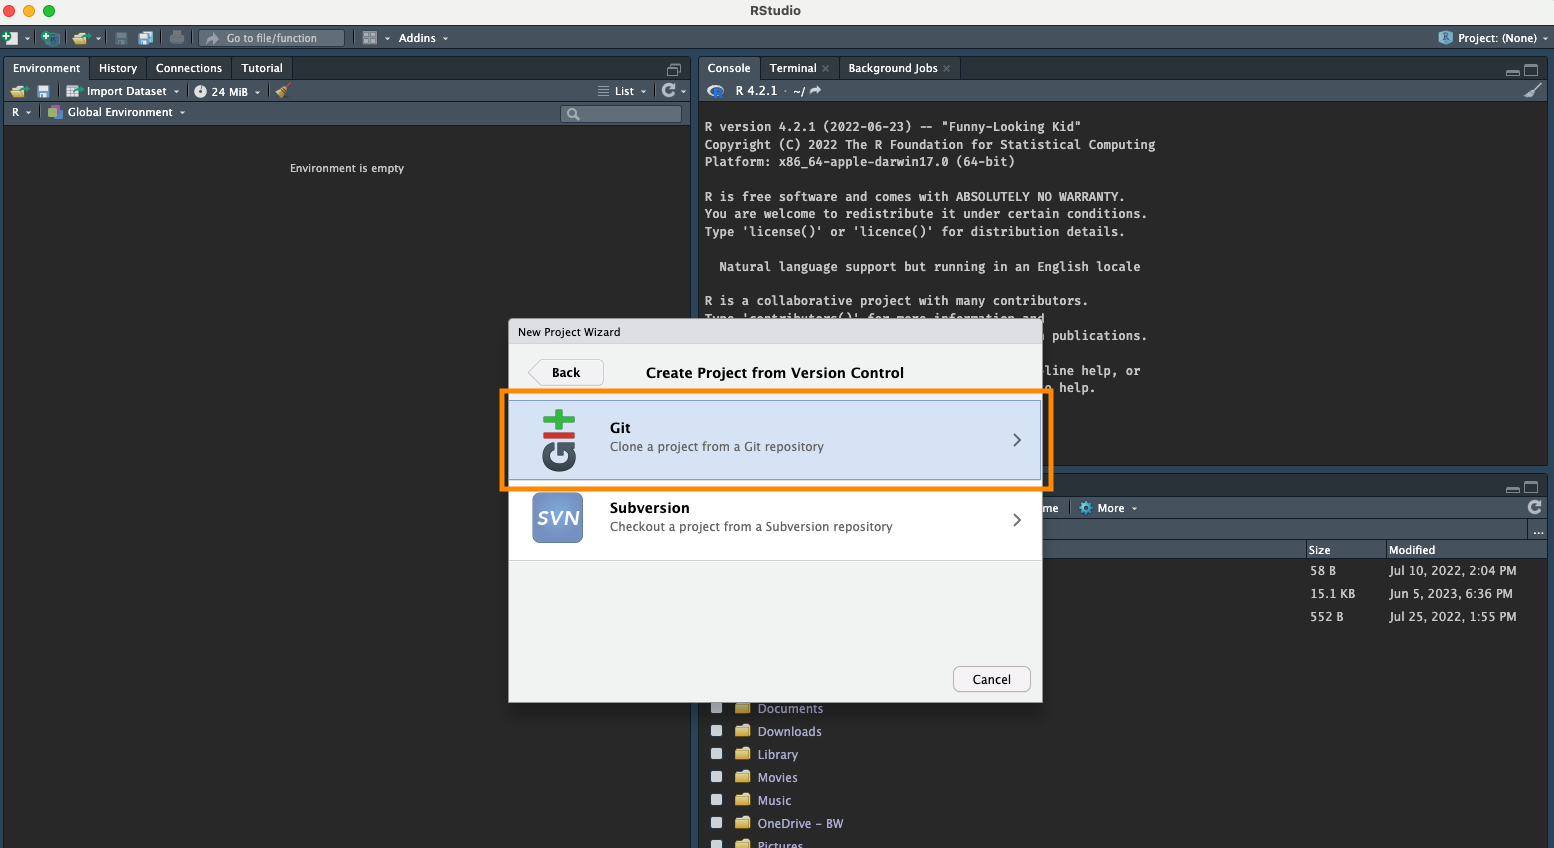 RStudio
Go to file/function
Addins
Project: (None)
Environment
History
Connections
Tutorial
Import Dataset
24 MiB
List
R
Global Environment
Environment is empty
Console
Terminal
Background Jobs
R 4.2.1 · ~/
R version 4.2.1 (2022-06-23) -- "Funny-Looking Kid"
Copyright (C) 2022 The R Foundation for Statistical Computing
Platform: x86_64-apple-darwin17.0 (64-bit)
R is free software and comes with ABSOLUTELY NO WARRANTY.
You are welcome to redistribute it under certain conditions.
Type 'license()' or 'licence()' for distribution details.
Natural language support but running in an English locale
R is a collaborative project with many contributors.
Type 'contributors()' for more information and
publications.
line help, or
help.
New Project Wizard
Back
Create Project from Version Control
git
Git
Clone a project from a Git repository
SVN
Subversion
Checkout a project from a Subversion repository
Cancel
me
More
...
Size
Modified
58 B
Jul 10, 2022, 2:04 PM
15.1 KB
Jun 5, 2023, 6:36 PM
552 B
Jul 25, 2022, 1:55 PM
Documents
Downloads
Library
Movies
Music
OneDrive - BW
Pictures